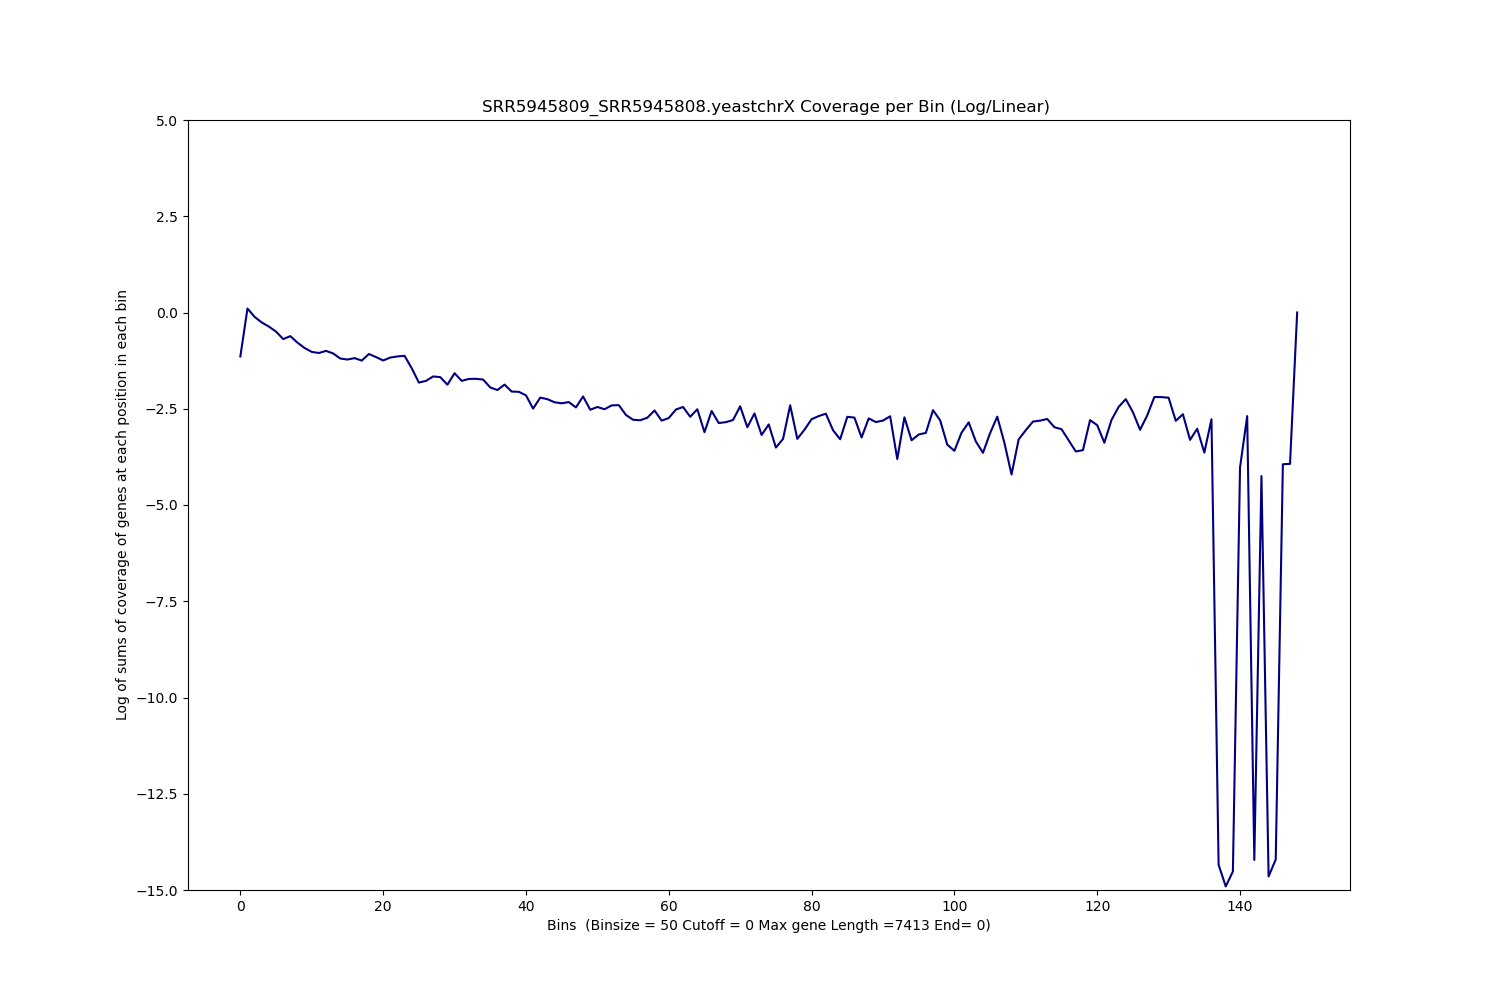 SRR5945809_SRR5945808.yeastchrX Coverage per Bin (Log/Linear)
5.0
2.5
0.0
−2.5
−5.0
−7.5
−10.0
−12.5
−15.0
Log of sums of coverage of genes at each position in each bin
0 20 40 60 80 100 120 140
Bins  (Binsize = 50 Cutoff = 0 Max gene Length =7413 End= 0)